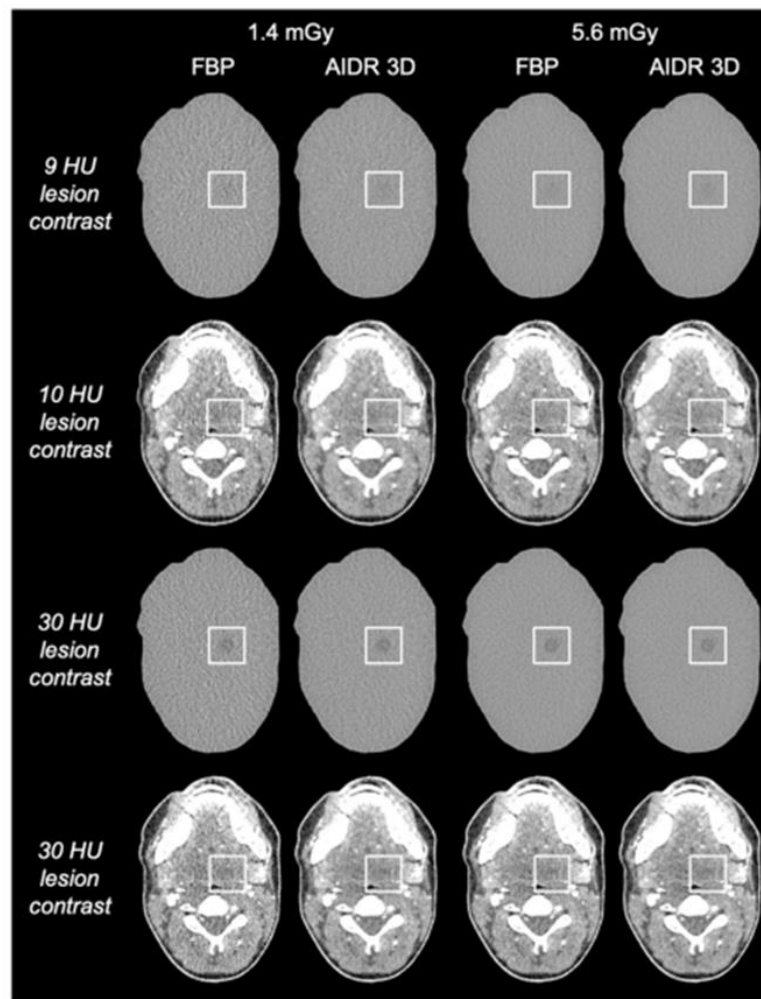 1.4 mGy 5.6 mGy
FBP AIDR 3D FBP AIDR 3D
9 HU
lesion
contrast
10 HU
lesion
contrast
30 HU
lesion
contrast
30 HU
lesion
contrast